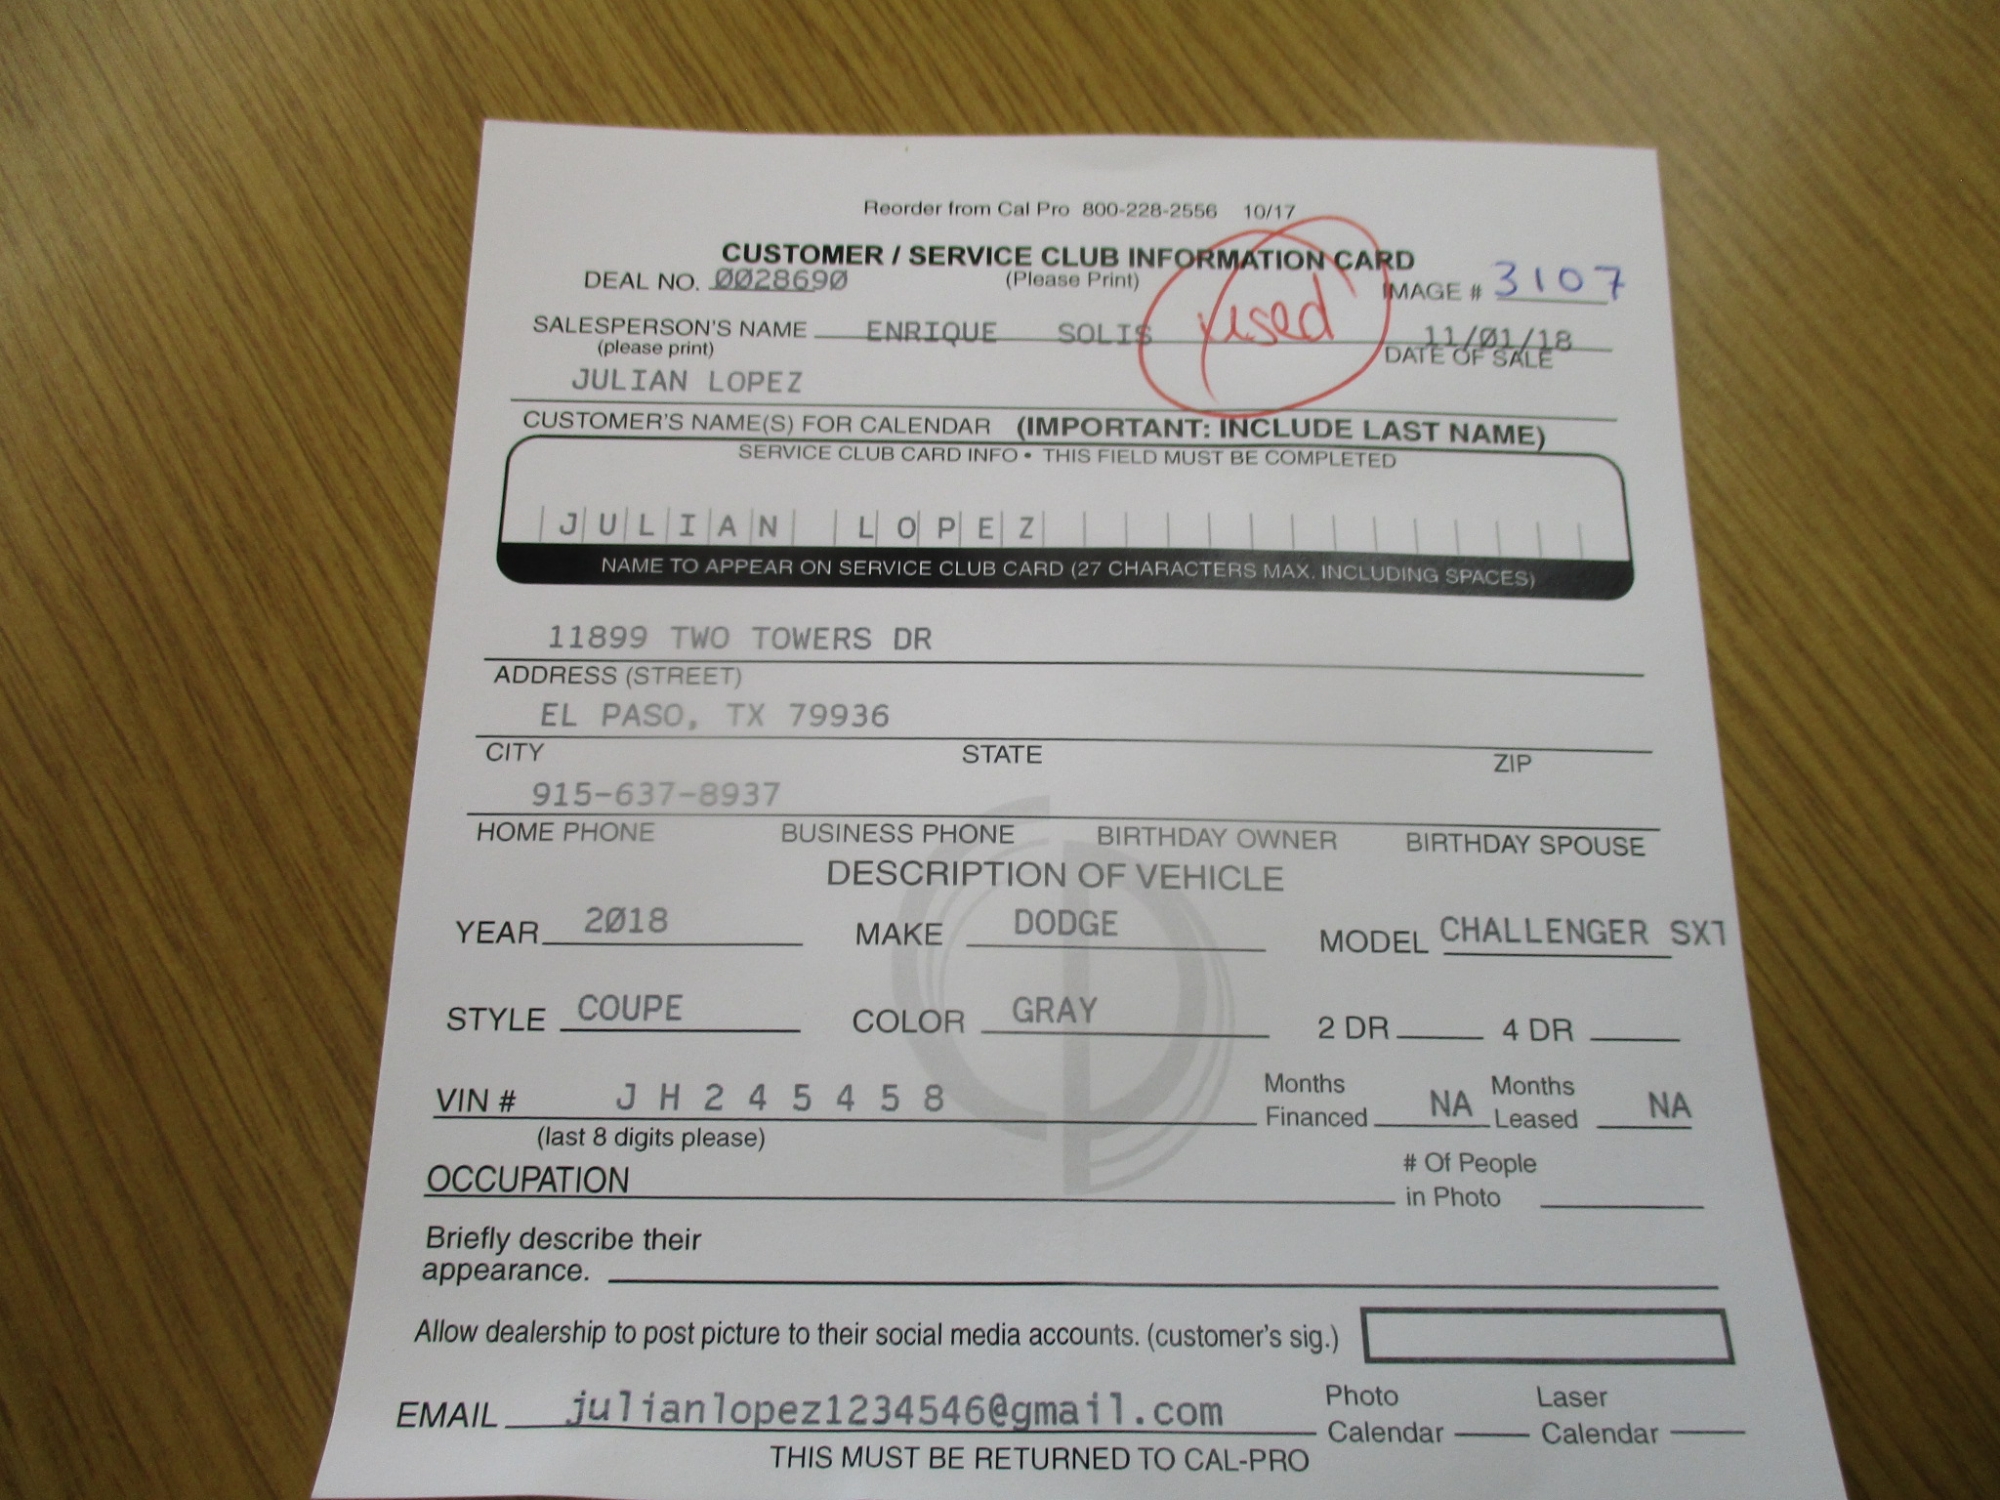 Reorder from Cal Pro 800-228-2556 10/17
CUSTOMER / SERVICE CLUB INFORMATION CARD
DEAL NO. 0028690 (Please Print) IMAGE # 3107
used
SALESPERSON'S NAME ENRIQUE SOLIS 11/01/18
(please print) DATE OF SALE
JULIAN LOPEZ
CUSTOMER'S NAME(S) FOR CALENDAR (IMPORTANT: INCLUDE LAST NAME)
SERVICE CLUB CARD INFO • THIS FIELD MUST BE COMPLETED
JULIAN LOPEZ
NAME TO APPEAR ON SERVICE CLUB CARD (27 CHARACTERS MAX. INCLUDING SPACES)
11899 TWO TOWERS DR
ADDRESS (STREET)
EL PASO, TX 79936
CITY STATE ZIP
915-637-8937
HOME PHONE BUSINESS PHONE BIRTHDAY OWNER BIRTHDAY SPOUSE
DESCRIPTION OF VEHICLE
YEAR 2018 MAKE DODGE MODEL CHALLENGER SXT
STYLE COUPE COLOR GRAY 2 DR 4 DR
VIN # JH245458 Months Financed NA Months Leased NA
(last 8 digits please)
OCCUPATION # Of People in Photo
Briefly describe their
appearance.
Allow dealership to post picture to their social media accounts. (customer's sig.)
EMAIL julianlopez1234546@gmail.com Photo Calendar Laser Calendar
THIS MUST BE RETURNED TO CAL-PRO